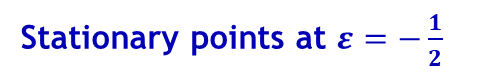 Stationary points at 𝜺 = −½